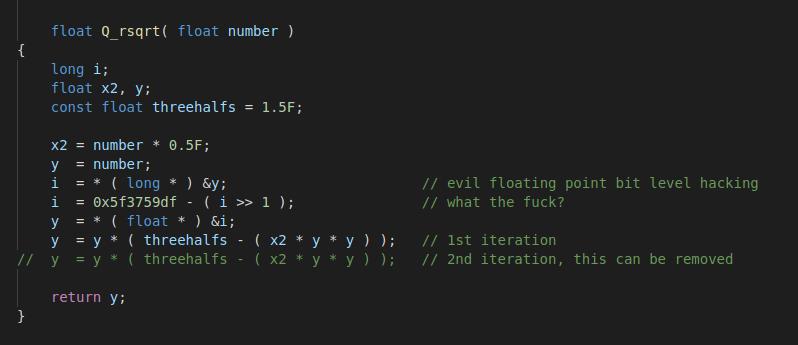 float Q_rsqrt( float number )
{
long i;
float x2, y;
const float threehalfs = 1.5F;
x2 = number * 0.5F;
y  = number;
i  = * ( long * ) &y; // evil floating point bit level hacking
i  = 0x5f3759df - ( i >> 1 ); // what the fuck?
y  = * ( float * ) &i;
y  = y * ( threehalfs - ( x2 * y * y ) ); // 1st iteration
//  y  = y * ( threehalfs - ( x2 * y * y ) ); // 2nd iteration, this can be removed
return y;
}